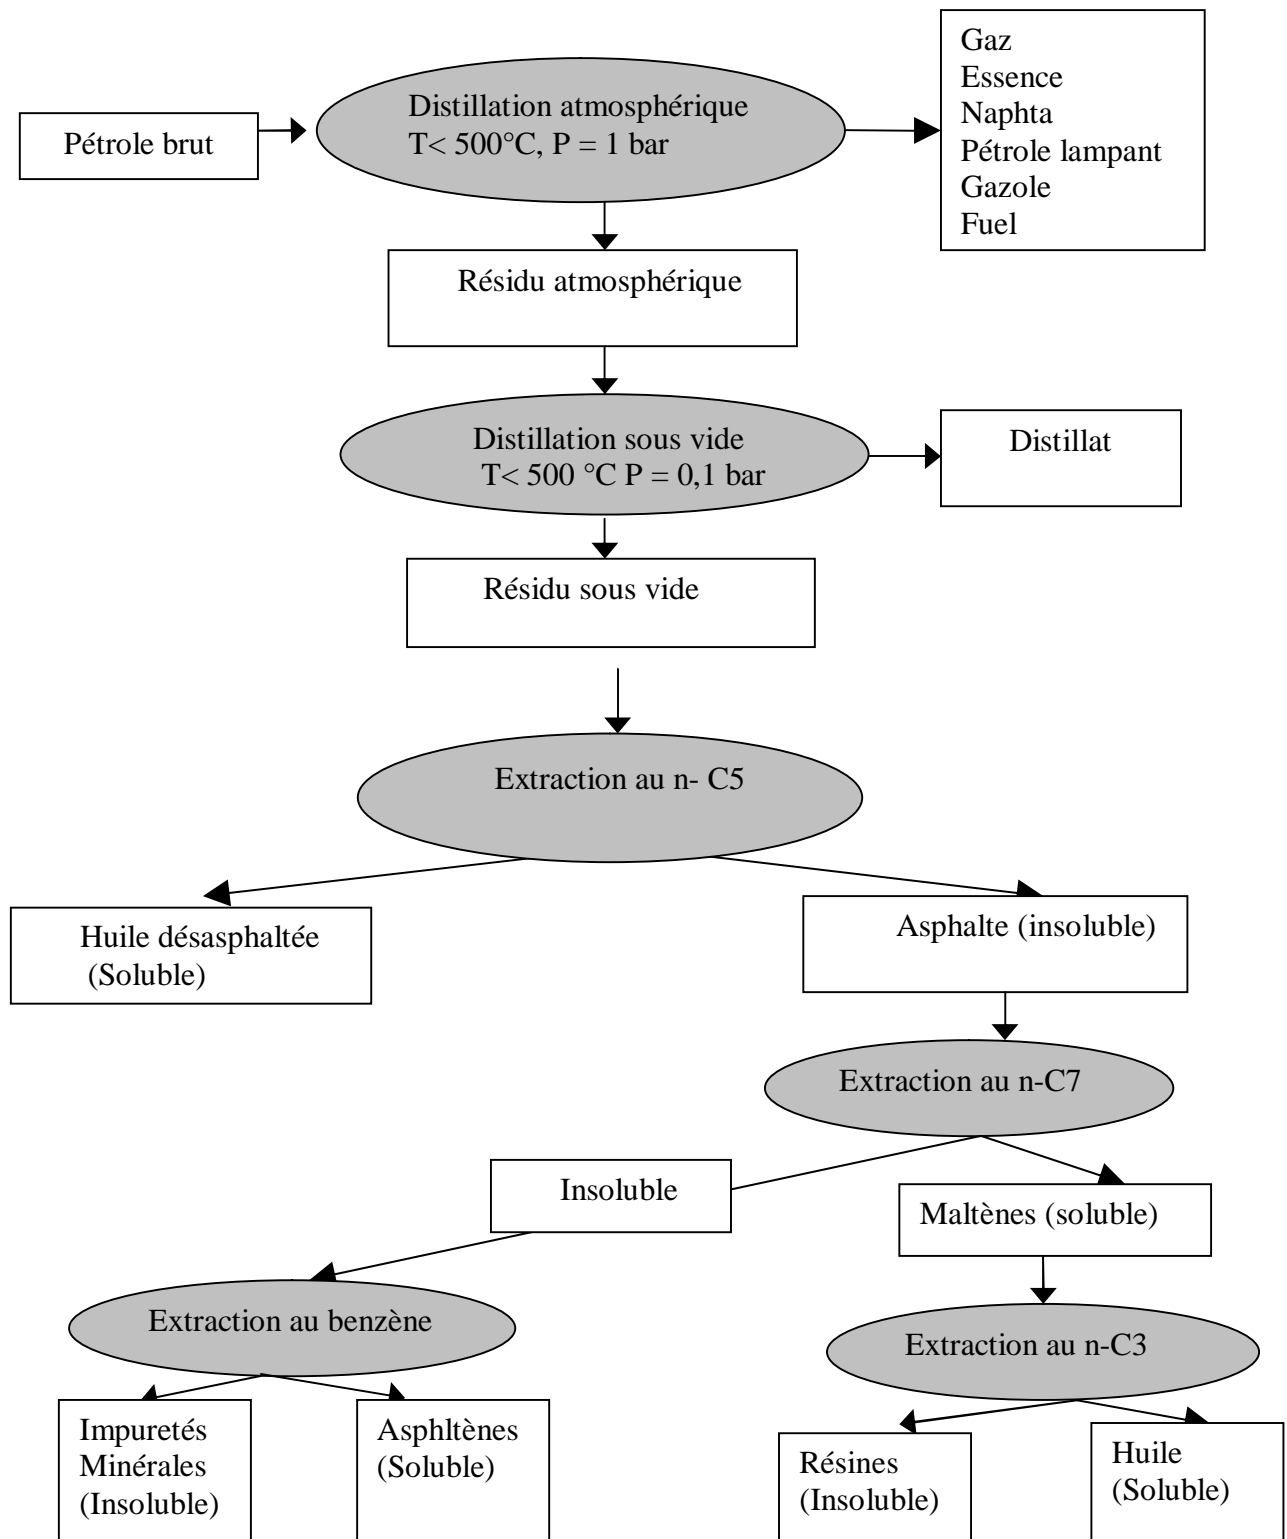 Gaz
Essence
Naphta
Pétrole lampant
Gazole
Fuel
Distillation atmosphérique
T< 500°C, P = 1 bar
Pétrole brut
Résidu atmosphérique
Distillation sous vide
T< 500 °C P = 0,1 bar
Distillat
Résidu sous vide
Extraction au n- C5
Huile désasphaltée
(Soluble)
Asphalte (insoluble)
Extraction au n-C7
Insoluble
Maltènes (soluble)
Extraction au benzène
Extraction au n-C3
Impuretés
Minérales
(Insoluble)
Asphltènes
(Soluble)
Résines
(Insoluble)
Huile
(Soluble)